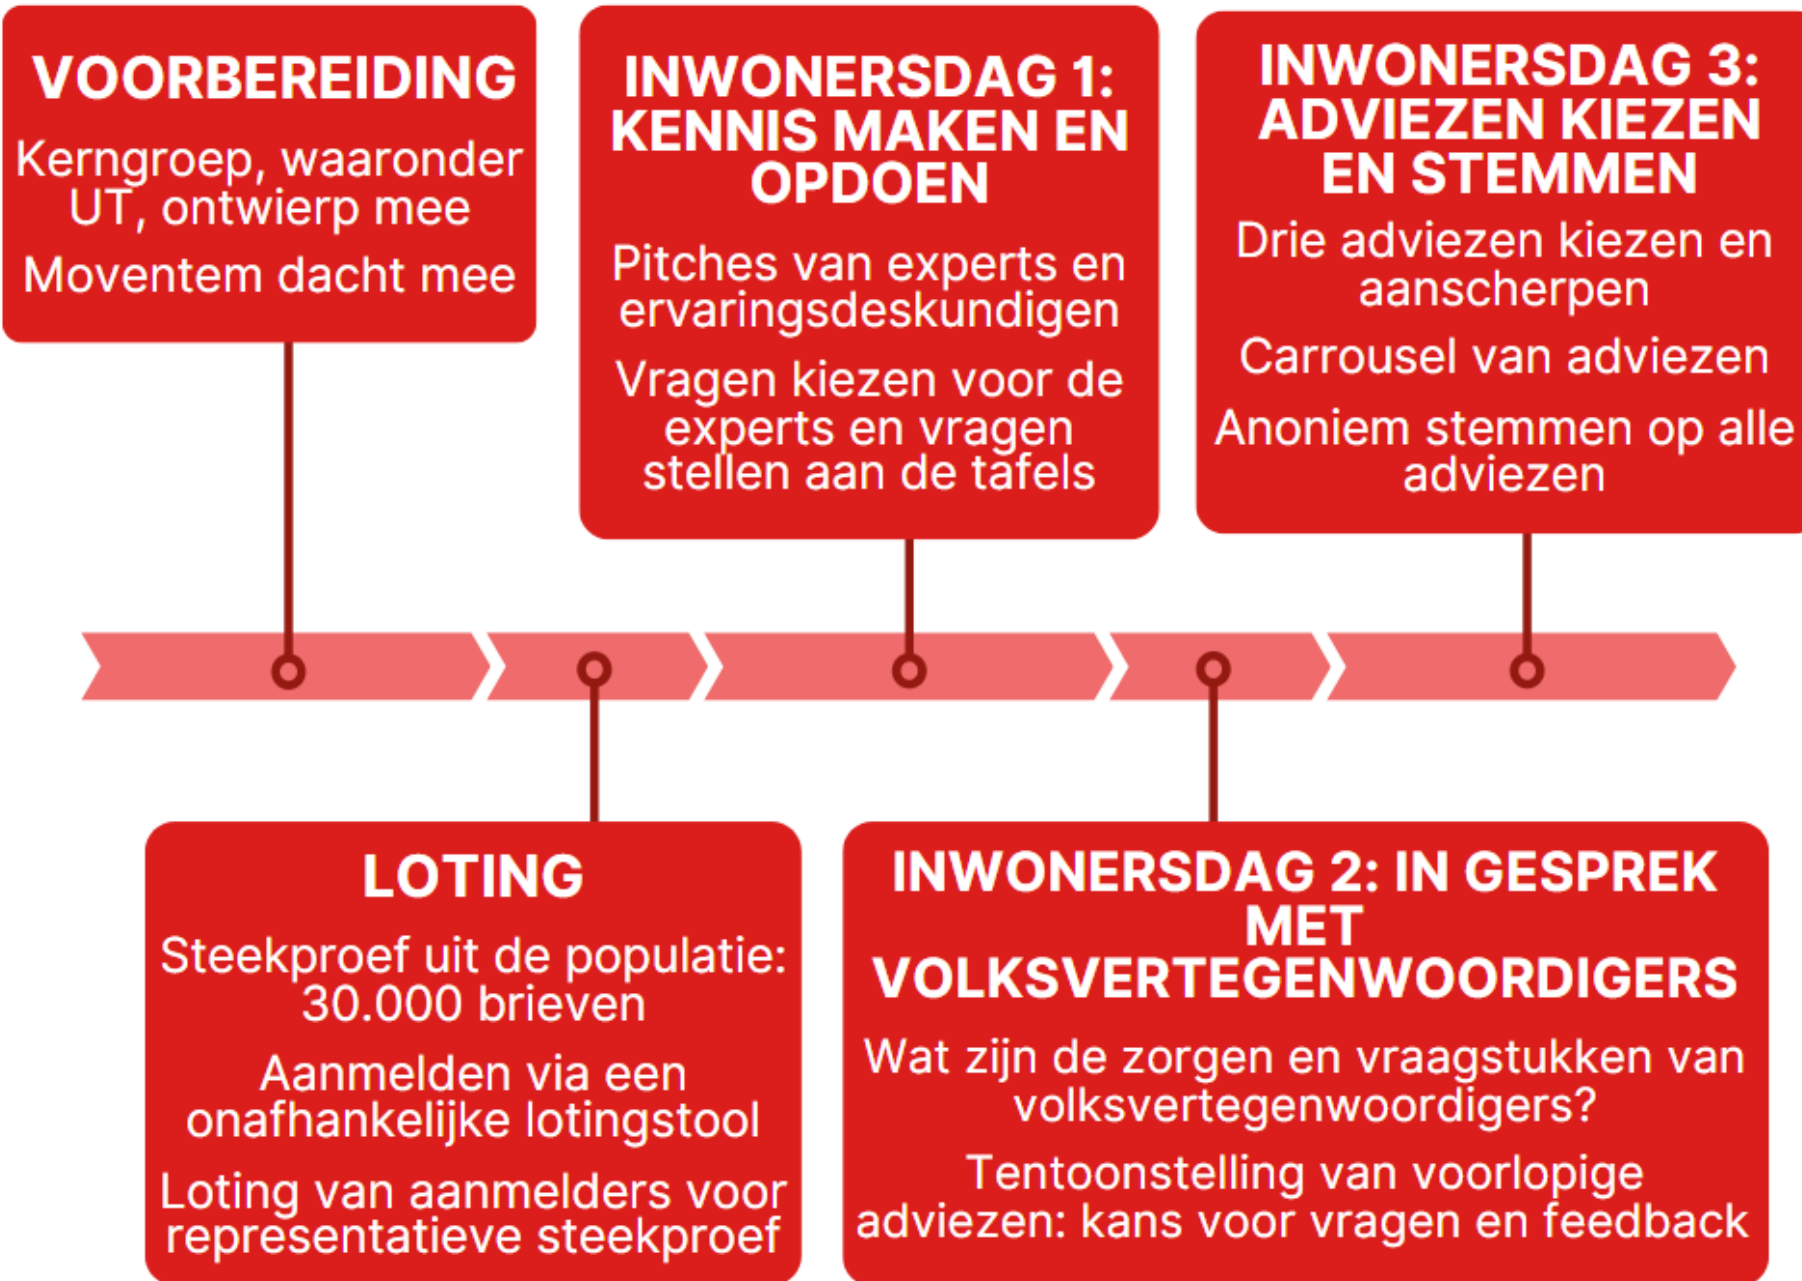 VOORBEREIDING
Kerngroep, waaronder
UT, ontwierp mee
Moventem dacht mee
LOTING
Steekproef uit de populatie:
30.000 brieven
Aanmelden via een
onafhankelijke lotingstool
Loting van aanmelders voor
representatieve steekproef
INWONERSDAG 1:
KENNIS MAKEN EN
OPDOEN
Pitches van experts en
ervaringsdeskundigen
Vragen kiezen voor de
experts en vragen
stellen aan de tafels
INWONERSDAG 2: IN GESPREK
MET
VOLKSVERTEGENWOORDIGERS
Wat zijn de zorgen en vraagstukken van
volksvertegenwoordigers?
Tentoonstelling van voorlopige
adviezen: kans voor vragen en feedback
INWONERSDAG 3:
ADVIEZEN KIEZEN
EN STEMMEN
Drie adviezen kiezen en
aanscherpen
Carrousel van adviezen
Anoniem stemmen op alle
adviezen